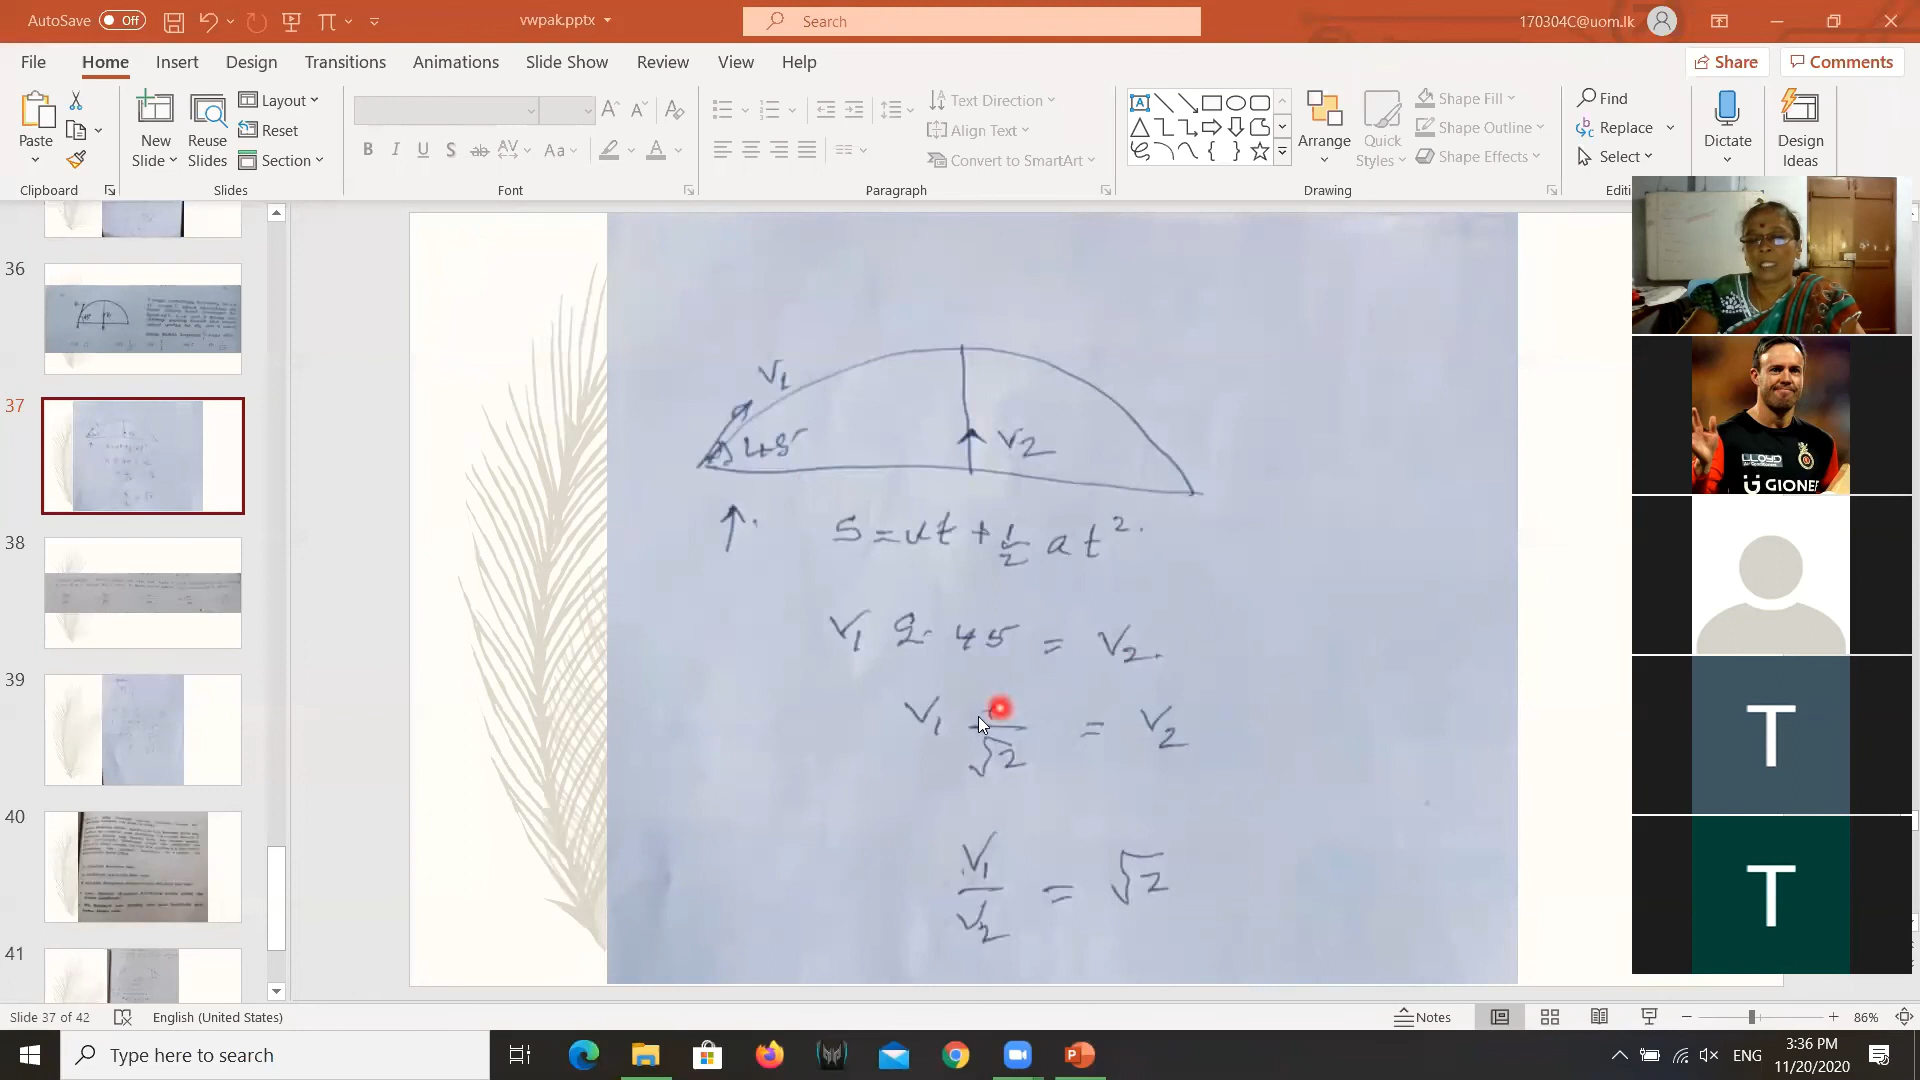 AutoSave Off vwpak.pptx Search 170304C@uom.lk
File Home Insert Design Transitions Animations Slide Show Review View Help Share Comments
Paste New Slide Reuse Slides Layout Reset Section
Text Direction
Align Text
Convert to SmartArt
Arrange Quick Styles Shape Fill Shape Outline Shape Effects
Find Replace Select
Dictate Design Ideas
Clipboard Slides Font Paragraph Drawing Editi
36
37
38
39
40
41
V1
45
V2
S = ut + 1/2 at².
V1 45 = V2.
V1 /√2 = V2
V1/V2 = √2
LLOYD
GIONEE
T
T
Slide 37 of 42 English (United States) Notes 86%
Type here to search
ENG 3:36 PM
11/20/2020